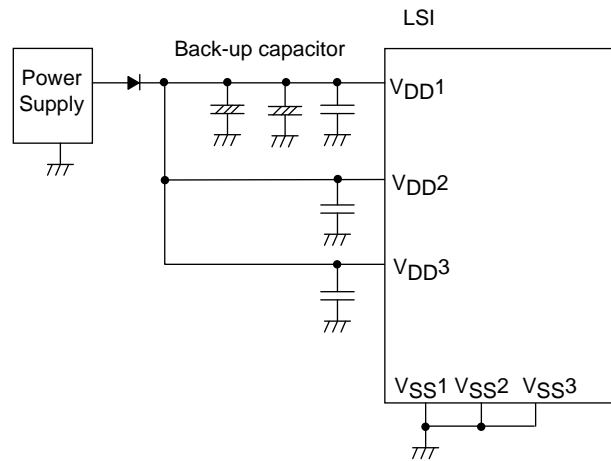 LSI
Back-up capacitor
Power
Supply
VDD1
VDD2
VDD3
VSS1 VSS2 VSS3